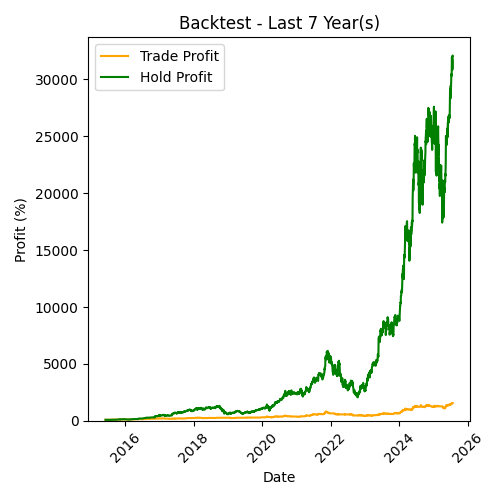 Backtest - Last 7 Year(s)
Trade Profit
Hold Profit
Profit (%)
30000
25000
20000
15000
10000
5000
0
2016
2018
2020
2022
2024
2026
Date